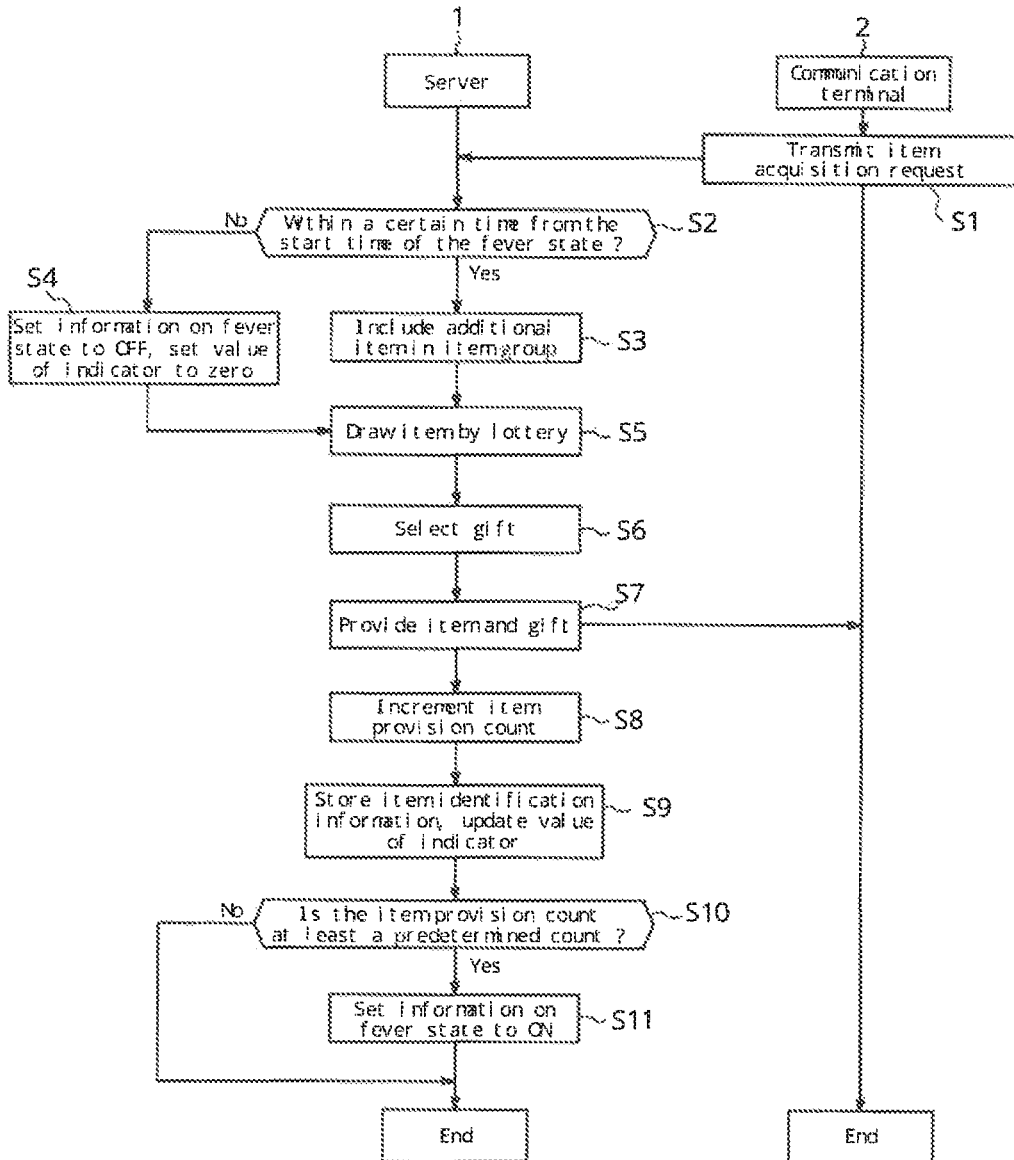 1
Server
2
Communication
terminal
Transmit item
acquisition request
S1
Within a certain time from the
start time of the fever state ?
S2
No
Yes
S4
Set information on fever
state to OFF, set value
of indicator to zero
Include additional
item in item group
S3
Draw item by lottery
S5
Select gift
S6
S7
Provide item and gift
Increment item
provision count
S8
Store item identification
information, update value
of indicator
S9
No
Is the item provision count
at least a predetermined count ?
S10
Yes
Set information on
fever state to ON
S11
End
End